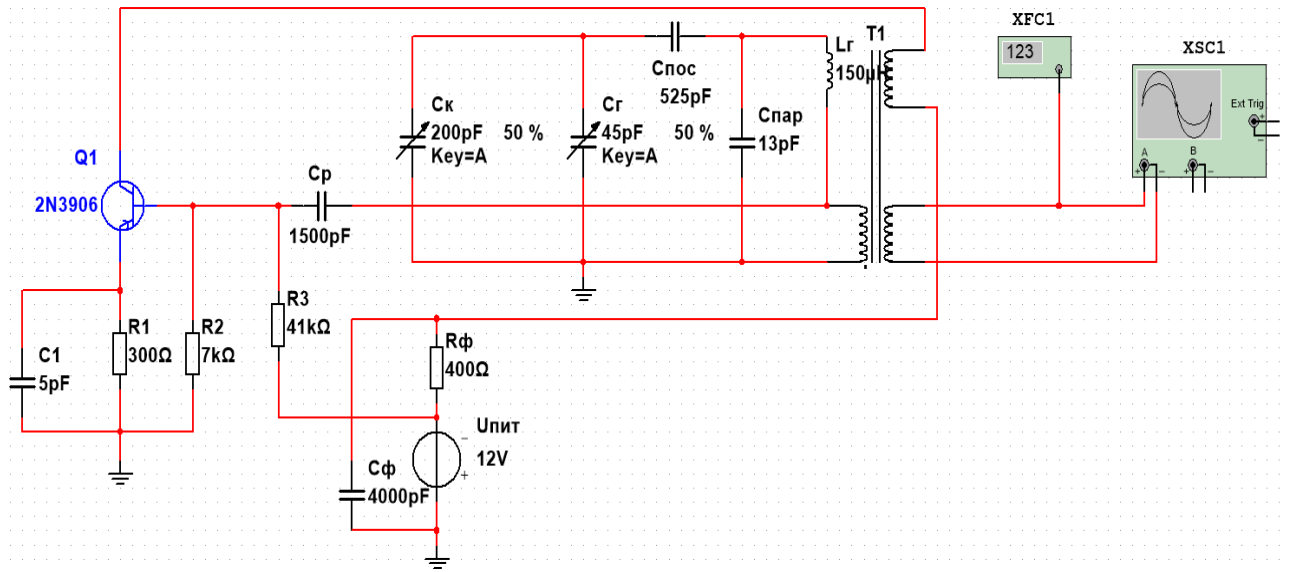 XFC1
123
T1
Lг
150µH
XSC1
Ext Trig
A
B
Cпос
525pF
Cк
200pF
50 %
Key=A
Cг
45pF
50 %
Key=A
Cпар
13pF
Q1
2N3906
Cр
1500pF
R3
41kΩ
R1
300Ω
R2
7kΩ
C1
5pF
Rф
400Ω
Uпит
12V
Cф
4000pF